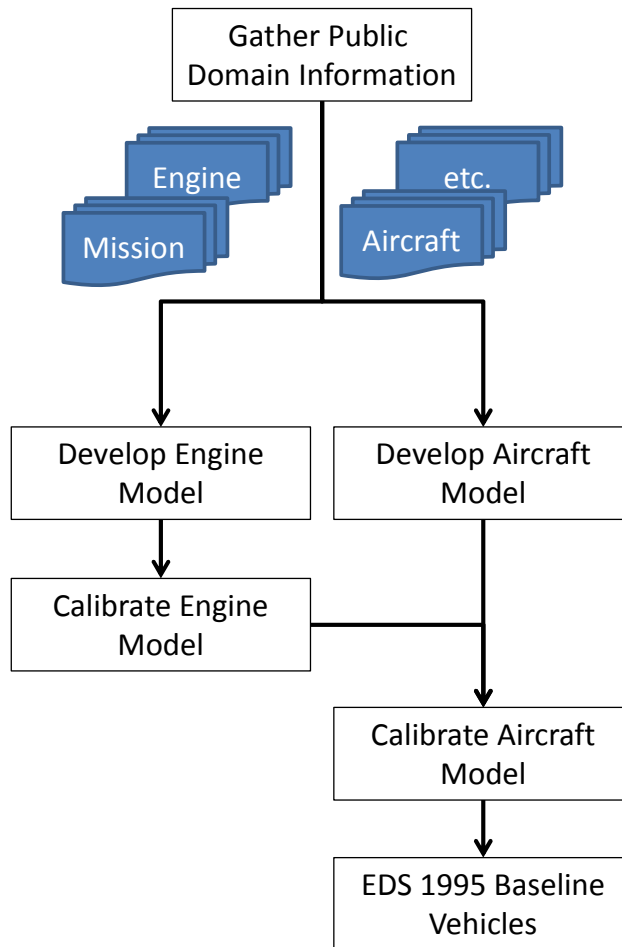 Gather Public
Domain Information
Engine
etc.
Mission
Aircraft
Develop Engine
Model
Develop Aircraft
Model
Calibrate Engine
Model
Calibrate Aircraft
Model
EDS 1995 Baseline
Vehicles